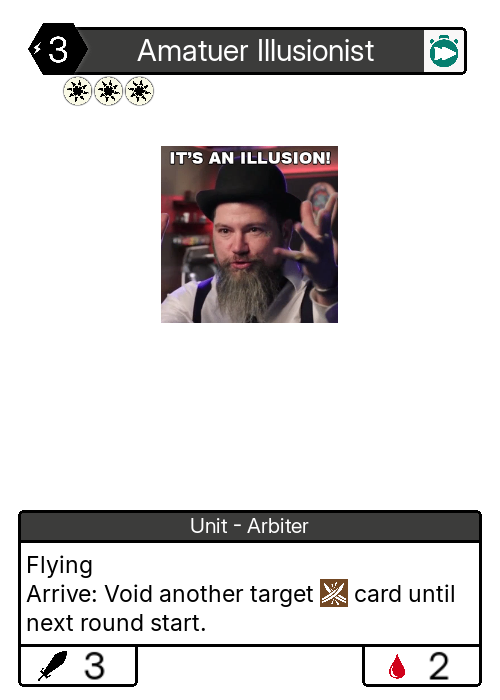 3 Amatuer Illusionist
IT'S AN ILLUSION!
Unit - Arbiter
Flying
Arrive: Void another target card until
next round start.
3 2